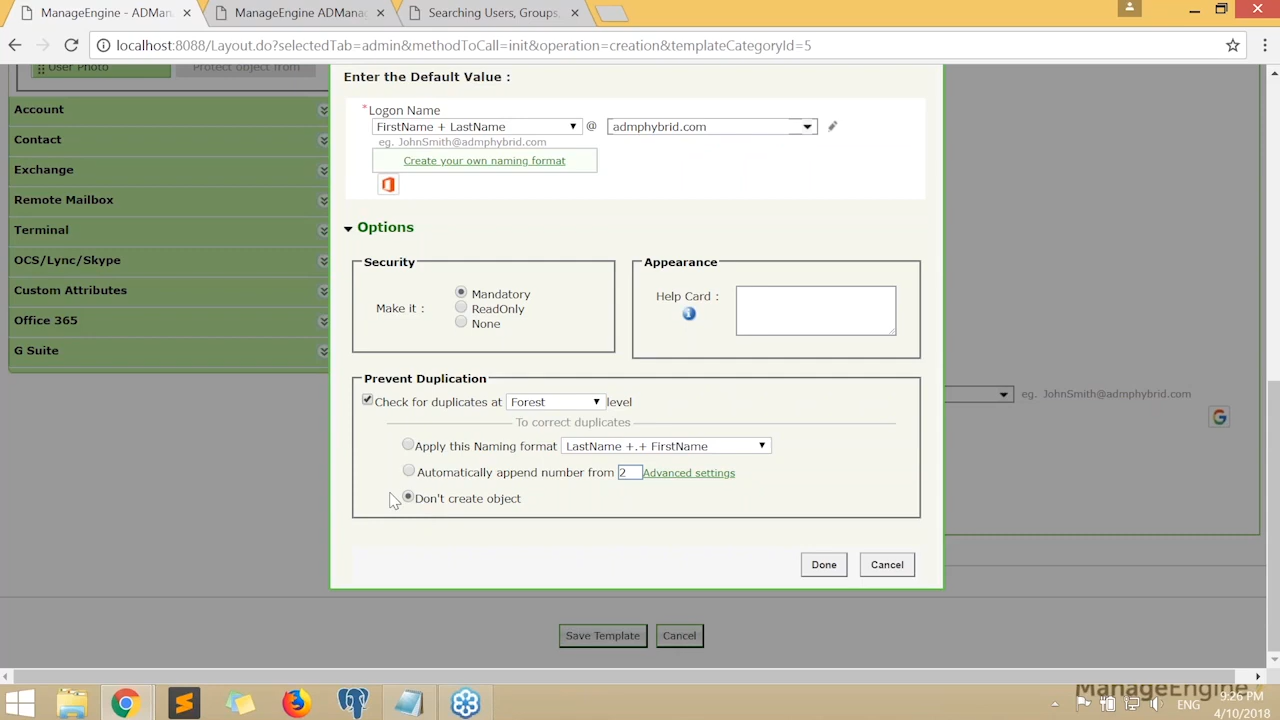 ManageEngine - ADMan
ManageEngine ADMana
Searching Users, Groups,
localhost:8088/Layout.do?selectedTab=admin&methodToCall=init&operation=creation&templateCategoryId=5
User Photo
Protect object from
Account
Contact
Exchange
Remote Mailbox
Terminal
OCS/Lync/Skype
Custom Attributes
Office 365
G Suite
Enter the Default Value :
*Logon Name
FirstName + LastName @ admphybrid.com
eg. JohnSmith@admphybrid.com
Create your own naming format
Options
Security
Make it :
Mandatory
ReadOnly
None
Appearance
Help Card :
Prevent Duplication
Check for duplicates at Forest level
To correct duplicates
Apply this Naming format LastName +.+ FirstName
Automatically append number from 2 Advanced settings
Don't create object
Done
Cancel
eg. JohnSmith@admphybrid.com
Save Template
Cancel
ManageEngine
ENG
9:26 PM
4/10/2018